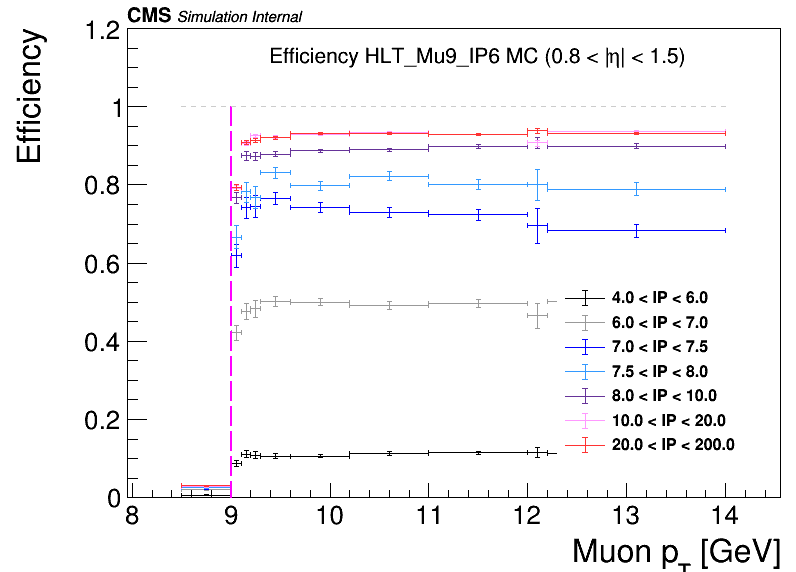 CMS Simulation Internal
Efficiency HLT_Mu9_IP6 MC (0.8 < |η| < 1.5)
Efficiency
1.2
1
0.8
0.6
0.4
0.2
0
4.0 < IP < 6.0
6.0 < IP < 7.0
7.0 < IP < 7.5
7.5 < IP < 8.0
8.0 < IP < 10.0
10.0 < IP < 20.0
20.0 < IP < 200.0
8 9 10 11 12 13 14
Muon p_T [GeV]